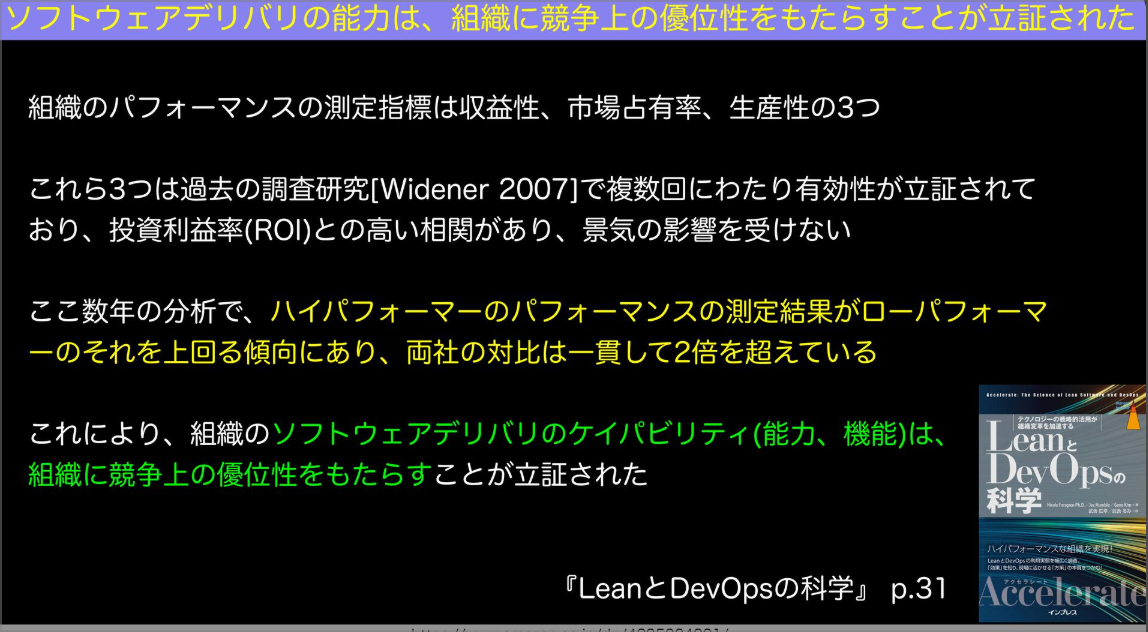 ソフトウェアデリバリの能力は、組織に競争上の優位性をもたらすことが立証された
組織のパフォーマンスの測定指標は収益性、市場占有率、生産性の3つ
これら3つは過去の調査研究[Widener 2007]で複数回にわたり有効性が立証されて
おり、投資利益率(ROI)との高い相関があり、景気の影響を受けない
ここ数年の分析で、ハイパフォーマーのパフォーマンスの測定結果がローパフォーマ
ーのそれを上回る傾向にあり、両社の対比は一貫して2倍を超えている
これにより、組織のソフトウェアデリバリのケイパビリティ(能力、機能)は、
組織に競争上の優位性をもたらすことが立証された
Accelerate: The Science of Lean Software and DevOps
テクノロジーの戦略的活用が
組織変革を加速する
Leanと
DevOpsの
科学
ハイパフォーマンスな組織を実現!
アクセラレート
Accelerate
インプレス
『LeanとDevOpsの科学』 p.31